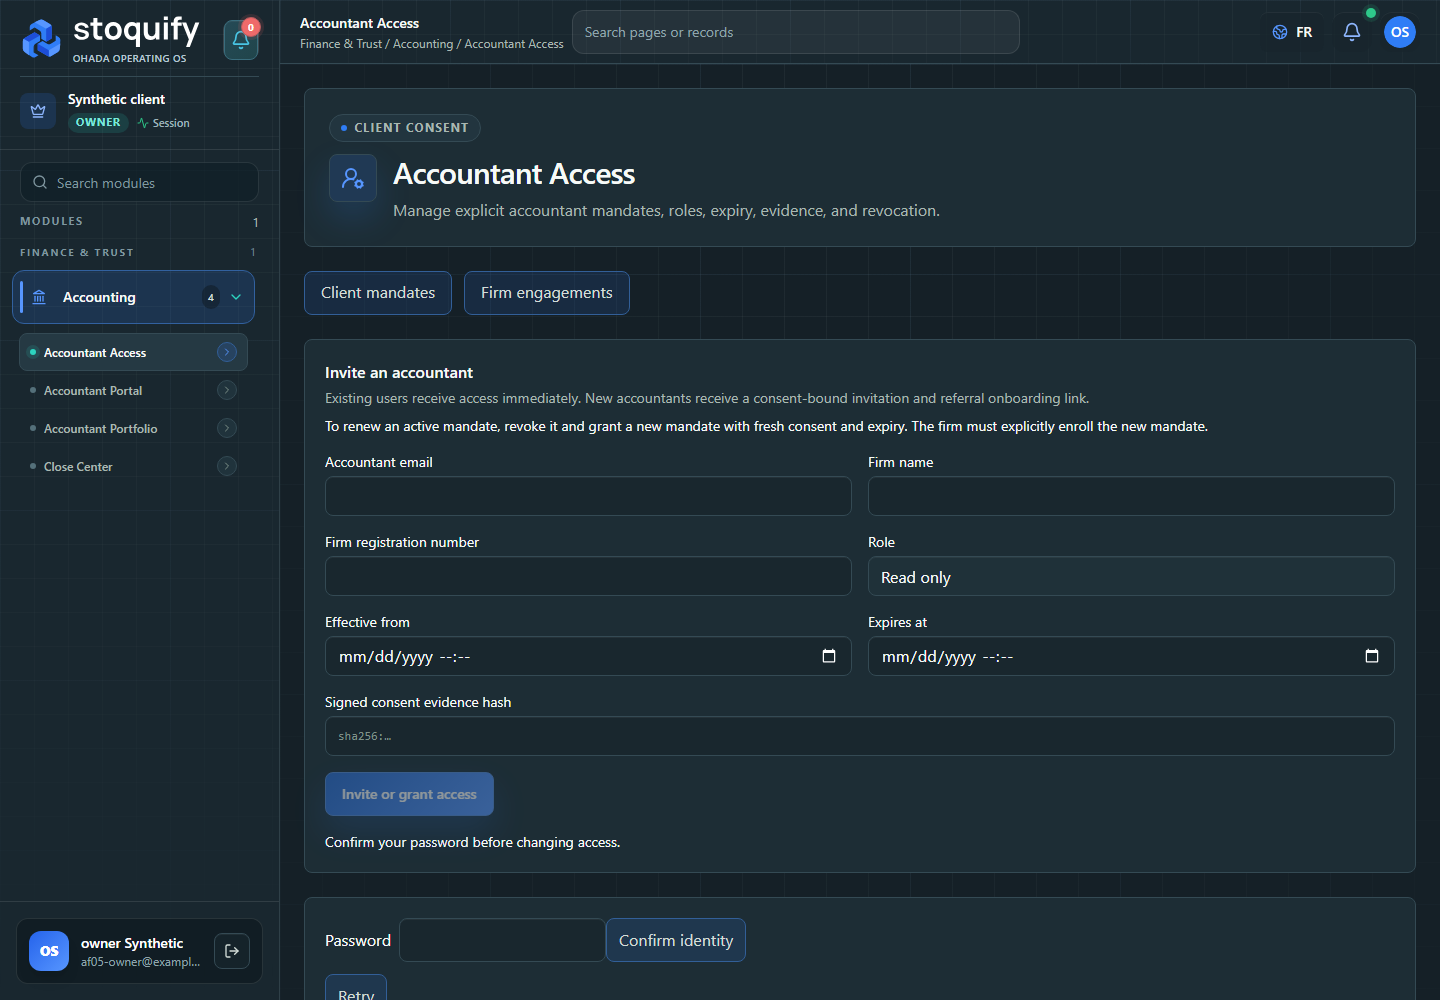 stoquify
OHADA OPERATING OS
0
Synthetic client
OWNER
Session
Search modules
MODULES
1
FINANCE & TRUST
1
Accounting
4
Accountant Access
Accountant Portal
Accountant Portfolio
Close Center
OS
owner Synthetic
af05-owner@exampl...
Accountant Access
Finance & Trust / Accounting / Accountant Access
Search pages or records
FR
OS
CLIENT CONSENT
Accountant Access
Manage explicit accountant mandates, roles, expiry, evidence, and revocation.
Client mandates
Firm engagements
Invite an accountant
Existing users receive access immediately. New accountants receive a consent-bound invitation and referral onboarding link.
To renew an active mandate, revoke it and grant a new mandate with fresh consent and expiry. The firm must explicitly enroll the new mandate.
Accountant email
Firm name
Firm registration number
Role
Read only
Effective from
Expires at
mm/dd/yyyy --:--
mm/dd/yyyy --:--
Signed consent evidence hash
sha256:…
Invite or grant access
Confirm your password before changing access.
Password
Confirm identity
Retry